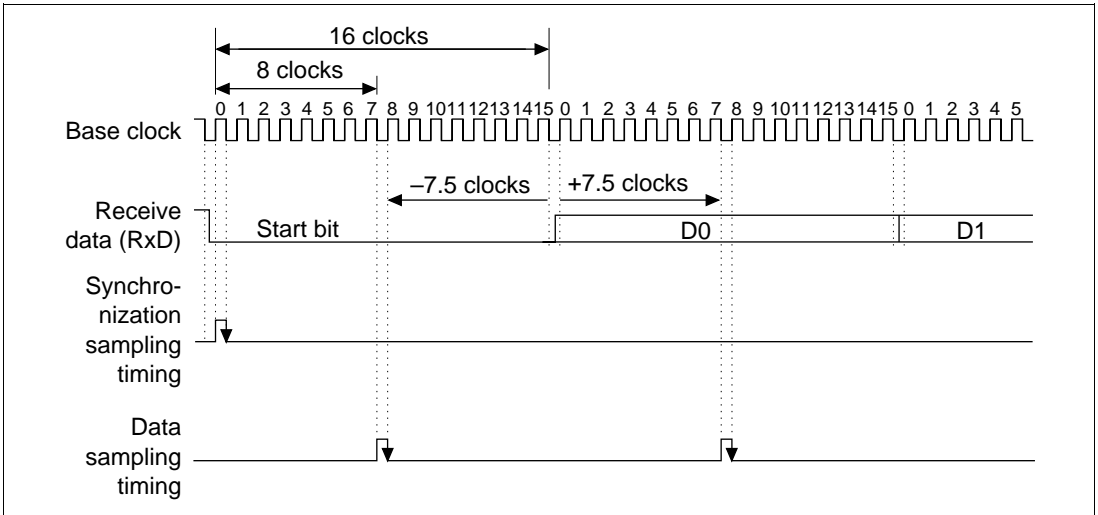 16 clocks
8 clocks
0 1 2 3 4 5 6 7 8 9 10 11 12 13 14 15 0 1 2 3 4 5 6 7 8 9 10 11 12 13 14 15 0 1 2 3 4 5
Base clock
–7.5 clocks +7.5 clocks
Receive
data (RxD)
Start bit D0 D1
Synchro-
nization
sampling
timing
Data
sampling
timing